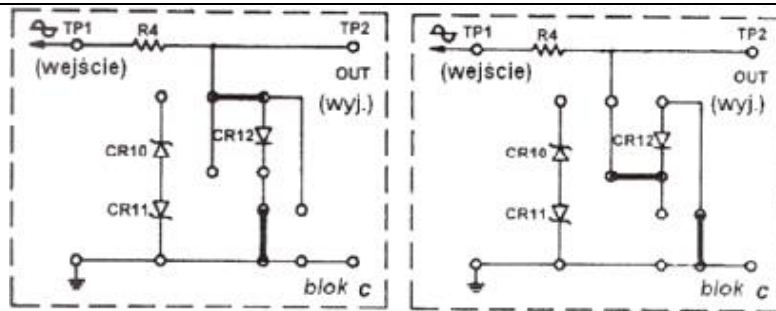 TP1 R4 TP2
(wejście) OUT
(wyj.)
CR12
CR10
CR11
blok c
TP1 R4 TP2
(wejście) OUT
(wyj.)
CR12
CR10
CR11
blok c